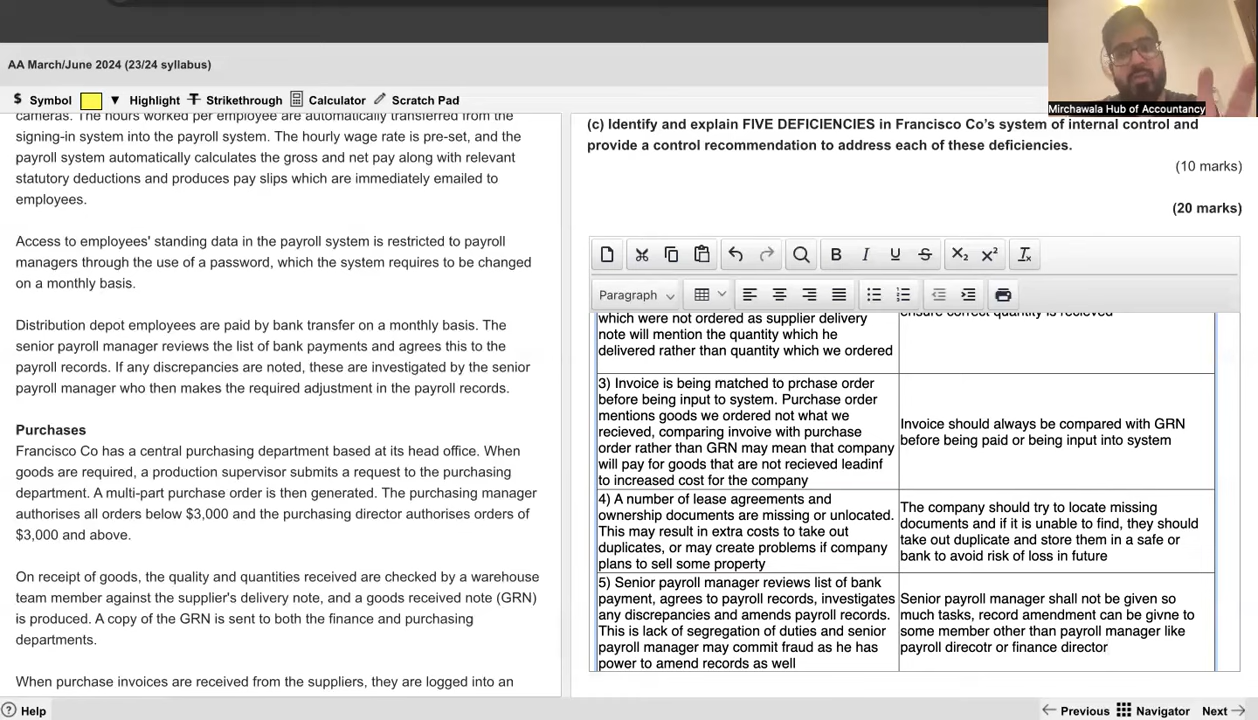 AA March/June 2024 (23/24 syllabus)
Mirchawala Hub of Accountancy
$ Symbol Highlight Strikethrough Calculator Scratch Pad
cameras. The hours worked per employee are automatically transferred from the
signing-in system into the payroll system. The hourly wage rate is pre-set, and the
payroll system automatically calculates the gross and net pay along with relevant
statutory deductions and produces pay slips which are immediately emailed to
employees.
Access to employees' standing data in the payroll system is restricted to payroll
managers through the use of a password, which the system requires to be changed
on a monthly basis.
Distribution depot employees are paid by bank transfer on a monthly basis. The
senior payroll manager reviews the list of bank payments and agrees this to the
payroll records. If any discrepancies are noted, these are investigated by the senior
payroll manager who then makes the required adjustment in the payroll records.
Purchases
Francisco Co has a central purchasing department based at its head office. When
goods are required, a production supervisor submits a request to the purchasing
department. A multi-part purchase order is then generated. The purchasing manager
authorises all orders below $3,000 and the purchasing director authorises orders of
$3,000 and above.
On receipt of goods, the quality and quantities received are checked by a warehouse
team member against the supplier's delivery note, and a goods received note (GRN)
is produced. A copy of the GRN is sent to both the finance and purchasing
departments.
When purchase invoices are received from the suppliers, they are logged into an
(c) Identify and explain FIVE DEFICIENCIES in Francisco Co's system of internal control and
provide a control recommendation to address each of these deficiencies.
(10 marks)
(20 marks)
B I U S X₂ X² Tx
Paragraph
which were not ordered as supplier delivery
note will mention the quantity which he
delivered rather than quantity which we ordered
ensure correct quantity is recieved
3) Invoice is being matched to prchase order
before being input to system. Purchase order
mentions goods we ordered not what we
recieved, comparing invoive with purchase
order rather than GRN may mean that company
will pay for goods that are not recieved leadinf
to increased cost for the company
Invoice should always be compared with GRN
before being paid or being input into system
4) A number of lease agreements and
ownership documents are missing or unlocated.
This may result in extra costs to take out
duplicates, or may create problems if company
plans to sell some property
The company should try to locate missing
documents and if it is unable to find, they should
take out duplicate and store them in a safe or
bank to avoid risk of loss in future
5) Senior payroll manager reviews list of bank
payment, agrees to payroll records, investigates
any discrepancies and amends payroll records.
This is lack of segregation of duties and senior
payroll manager may commit fraud as he has
power to amend records as well
Senior payroll manager shall not be given so
much tasks, record amendment can be givne to
some member other than payroll manager like
payroll direcotr or finance director
Help
Previous Navigator Next